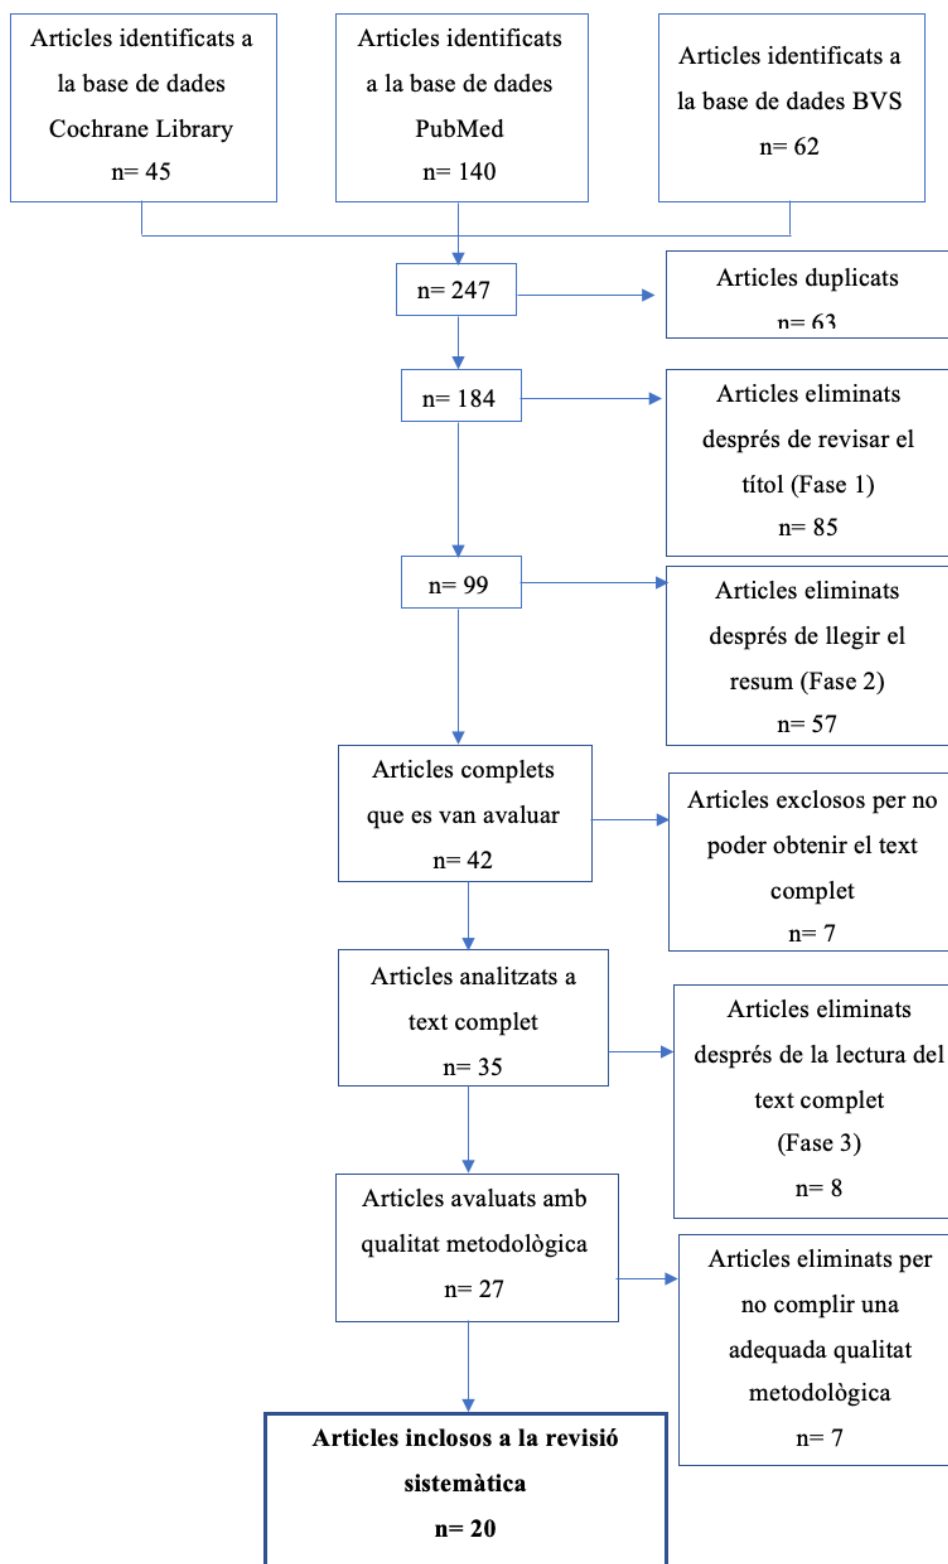 Articles identificats a
la base de dades
Cochrane Library
n= 45
Articles identificats
a la base de dades
PubMed
n= 140
Articles identificats a
la base de dades BVS
n= 62
n= 247
Articles duplicats
n= 63
n= 184
Articles eliminats
després de revisar el
títol (Fase 1)
n= 85
n= 99
Articles eliminats
després de llegir el
resum (Fase 2)
n= 57
Articles complets
que es van avaluar
n= 42
Articles exclosos per no
poder obtenir el text
complet
n= 7
Articles analitzats a
text complet
n= 35
Articles eliminats
després de la lectura del
text complet
(Fase 3)
n= 8
Articles avaluats amb
qualitat metodològica
n= 27
Articles eliminats per
no complir una
adequada qualitat
metodològica
n= 7
Articles inclosos a la revisió
sistemàtica
n= 20